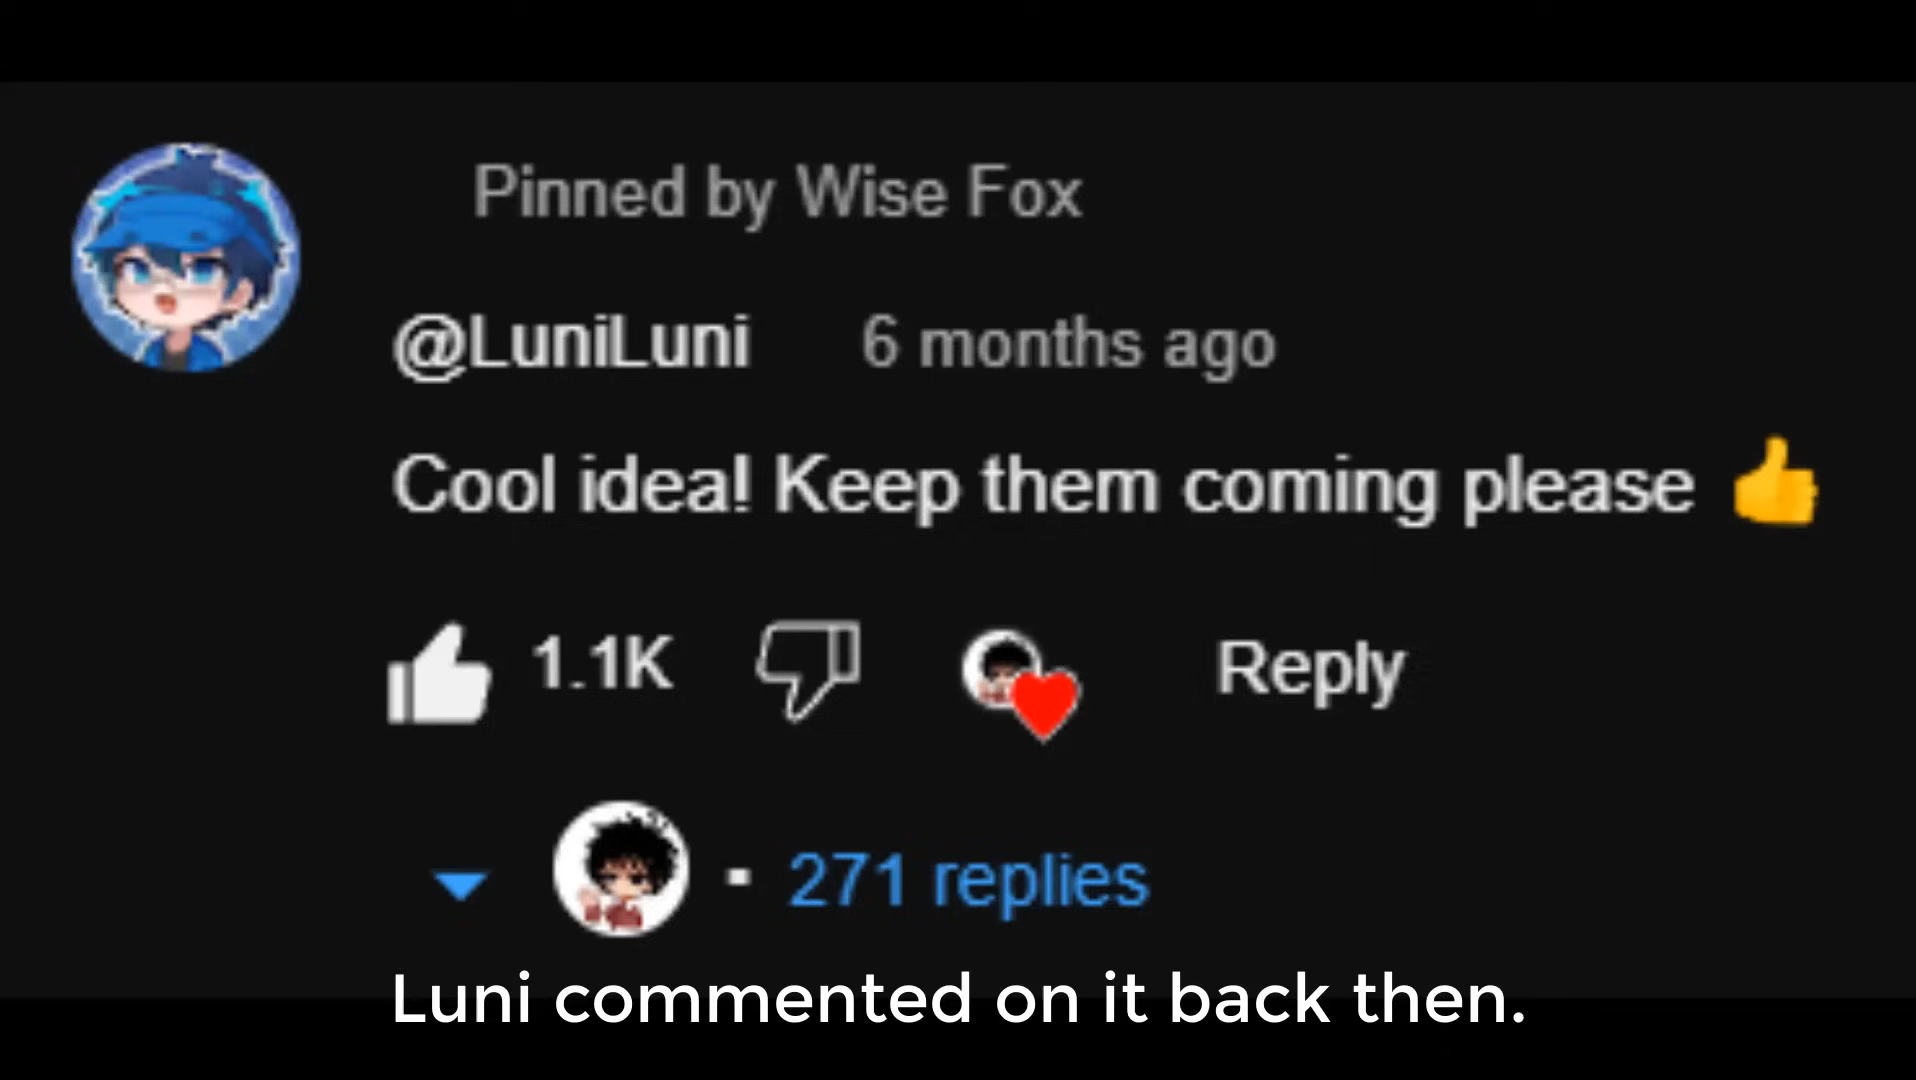 Pinned by Wise Fox
@LuniLuni 6 months ago
Cool idea! Keep them coming please 👍
1.1K Reply
271 replies
Luni commented on it back then.